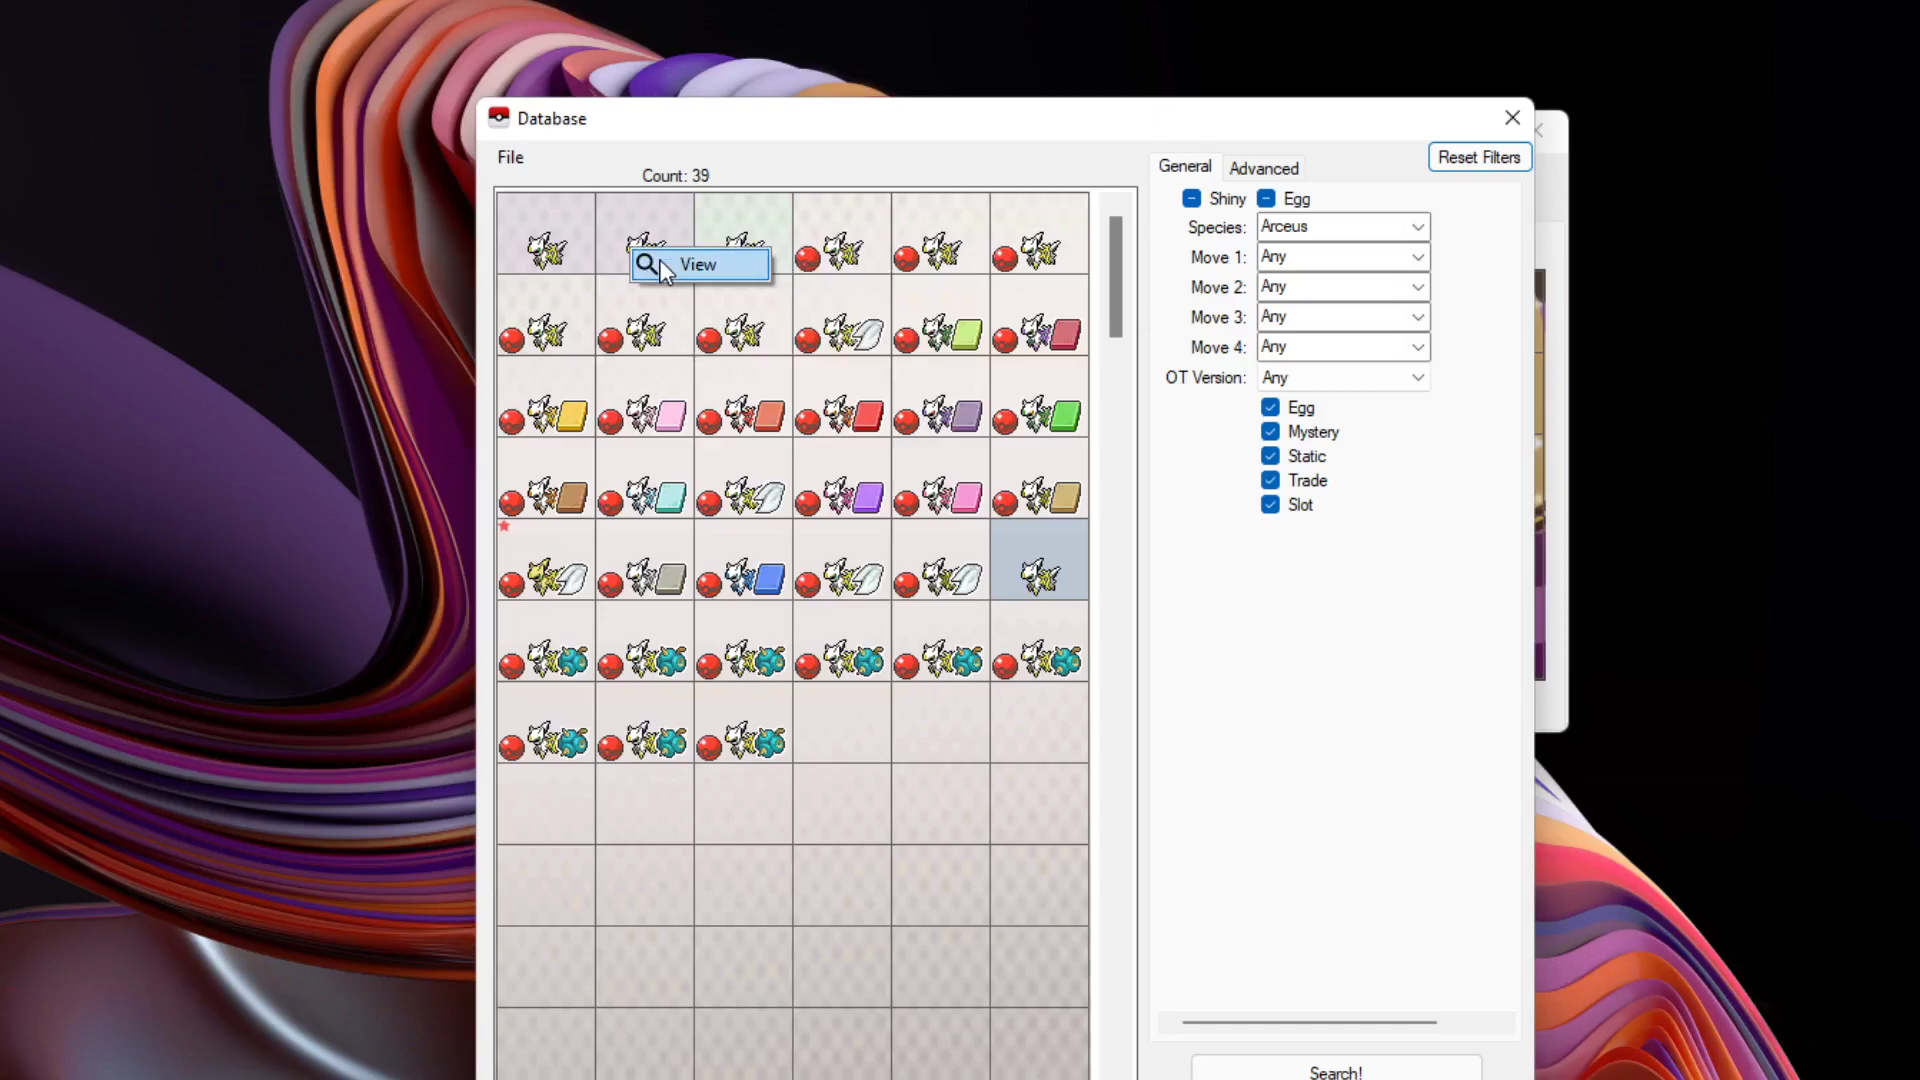 Database
File
Count: 39
View
General
Advanced
Reset Filters
Shiny
Egg
Species:
Arceus
Move 1:
Any
Move 2:
Any
Move 3:
Any
Move 4:
Any
OT Version:
Any
Egg
Mystery
Static
Trade
Slot
Search!